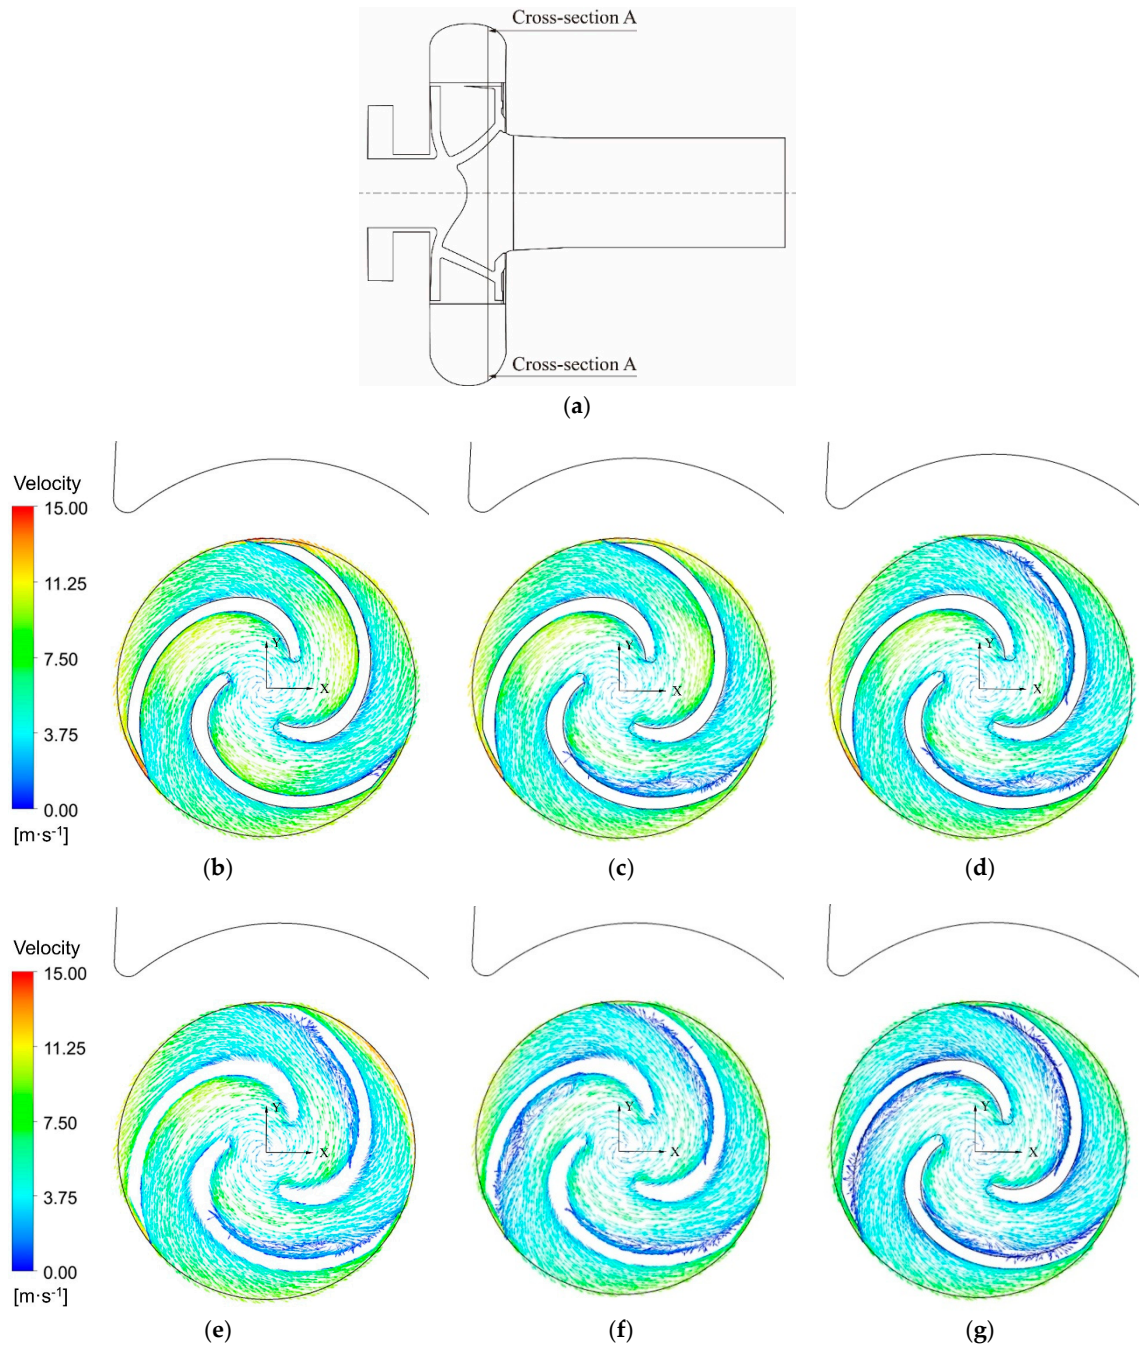 Cross-section A
Cross-section A
(a)
Velocity
15.00
11.25
7.50
3.75
0.00
[m·s⁻¹]
Y
X
Y
X
Y
X
(b)
(c)
(d)
Velocity
15.00
11.25
7.50
3.75
0.00
[m·s⁻¹]
Y
X
Y
X
Y
X
(e)
(f)
(g)